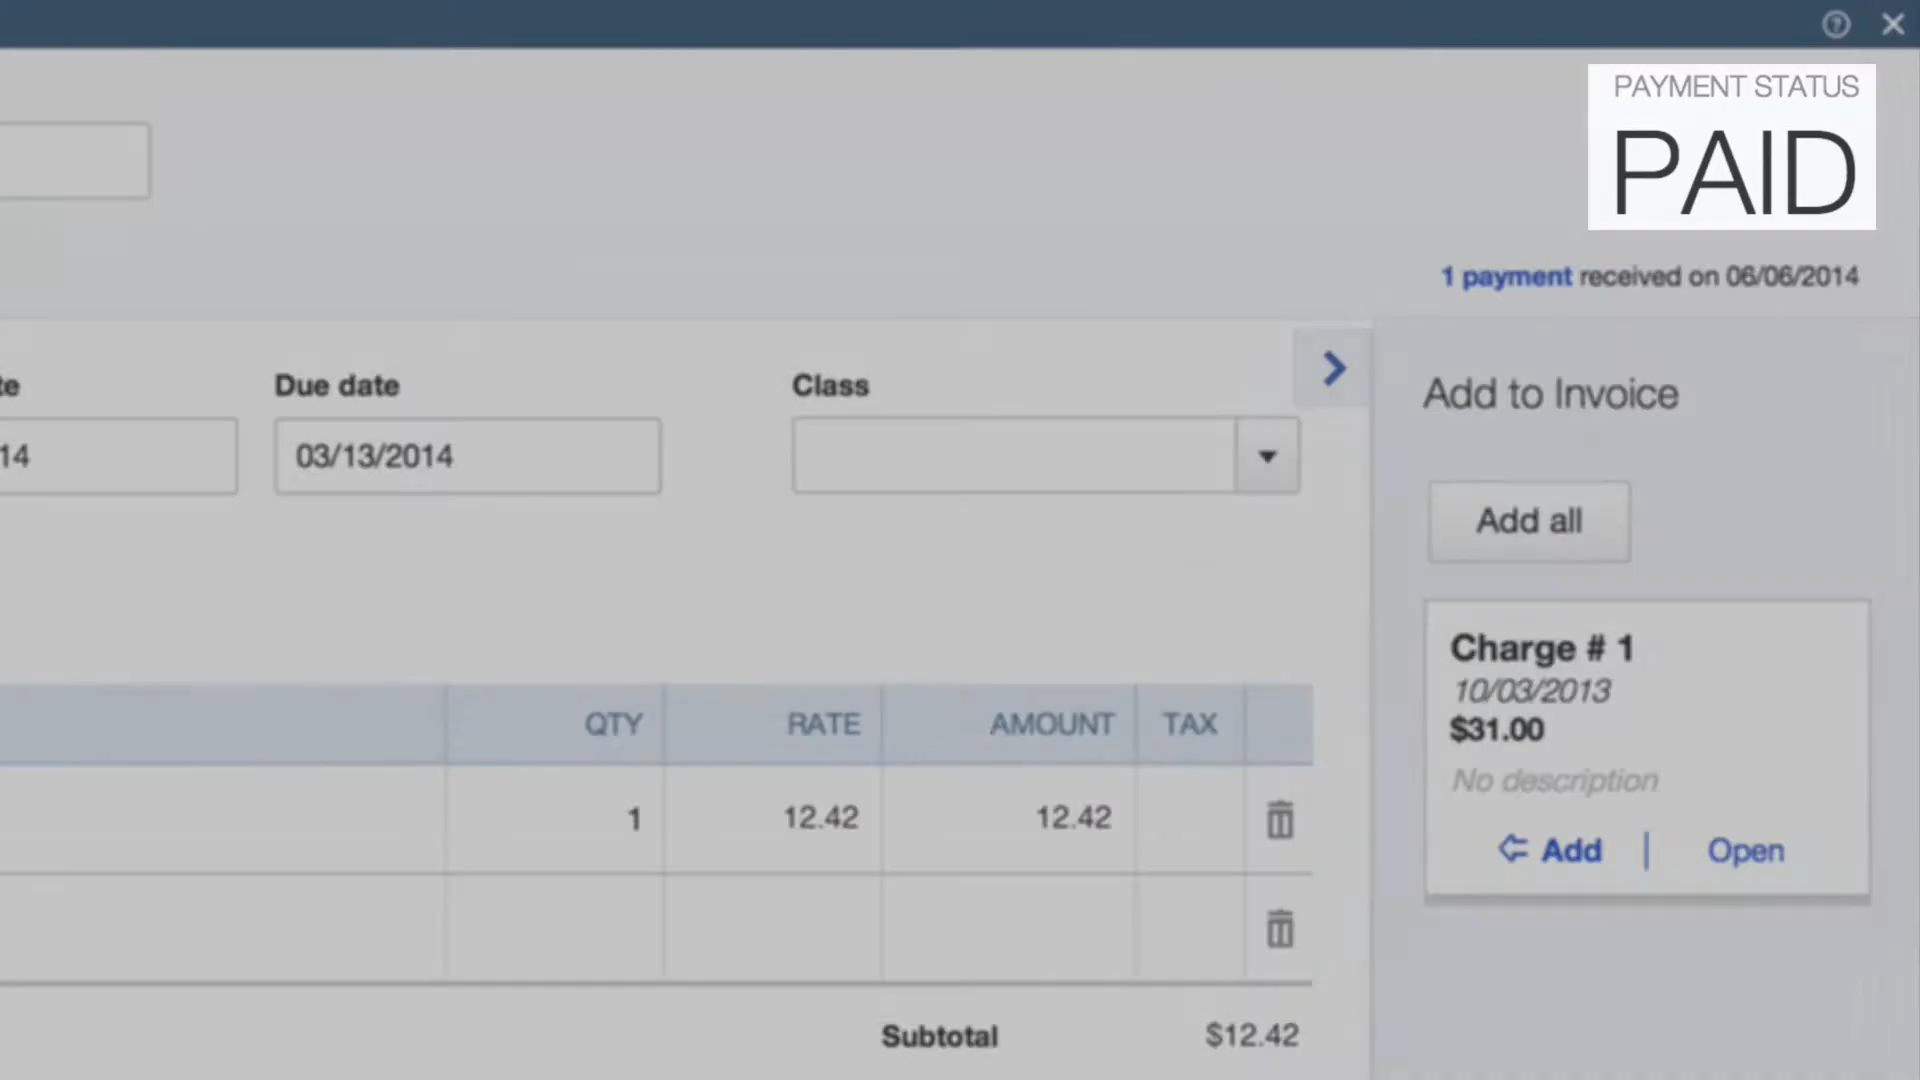 PAYMENT STATUS
PAID
1 payment received on 06/06/2014
te
Due date
Class
14
03/13/2014
Add to Invoice
Add all
Charge # 1
10/03/2013
$31.00
No description
Add | Open
QTY RATE AMOUNT TAX
1 12.42 12.42
Subtotal $12.42